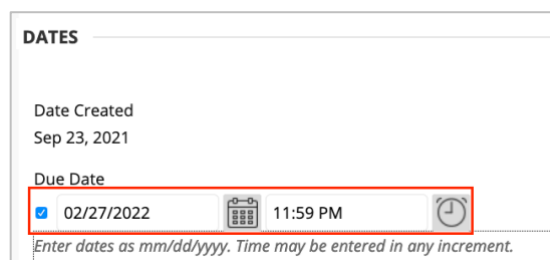 DATES
Date Created
Sep 23, 2021
Due Date
02/27/2022 11:59 PM
Enter dates as mm/dd/yyyy. Time may be entered in any increment.